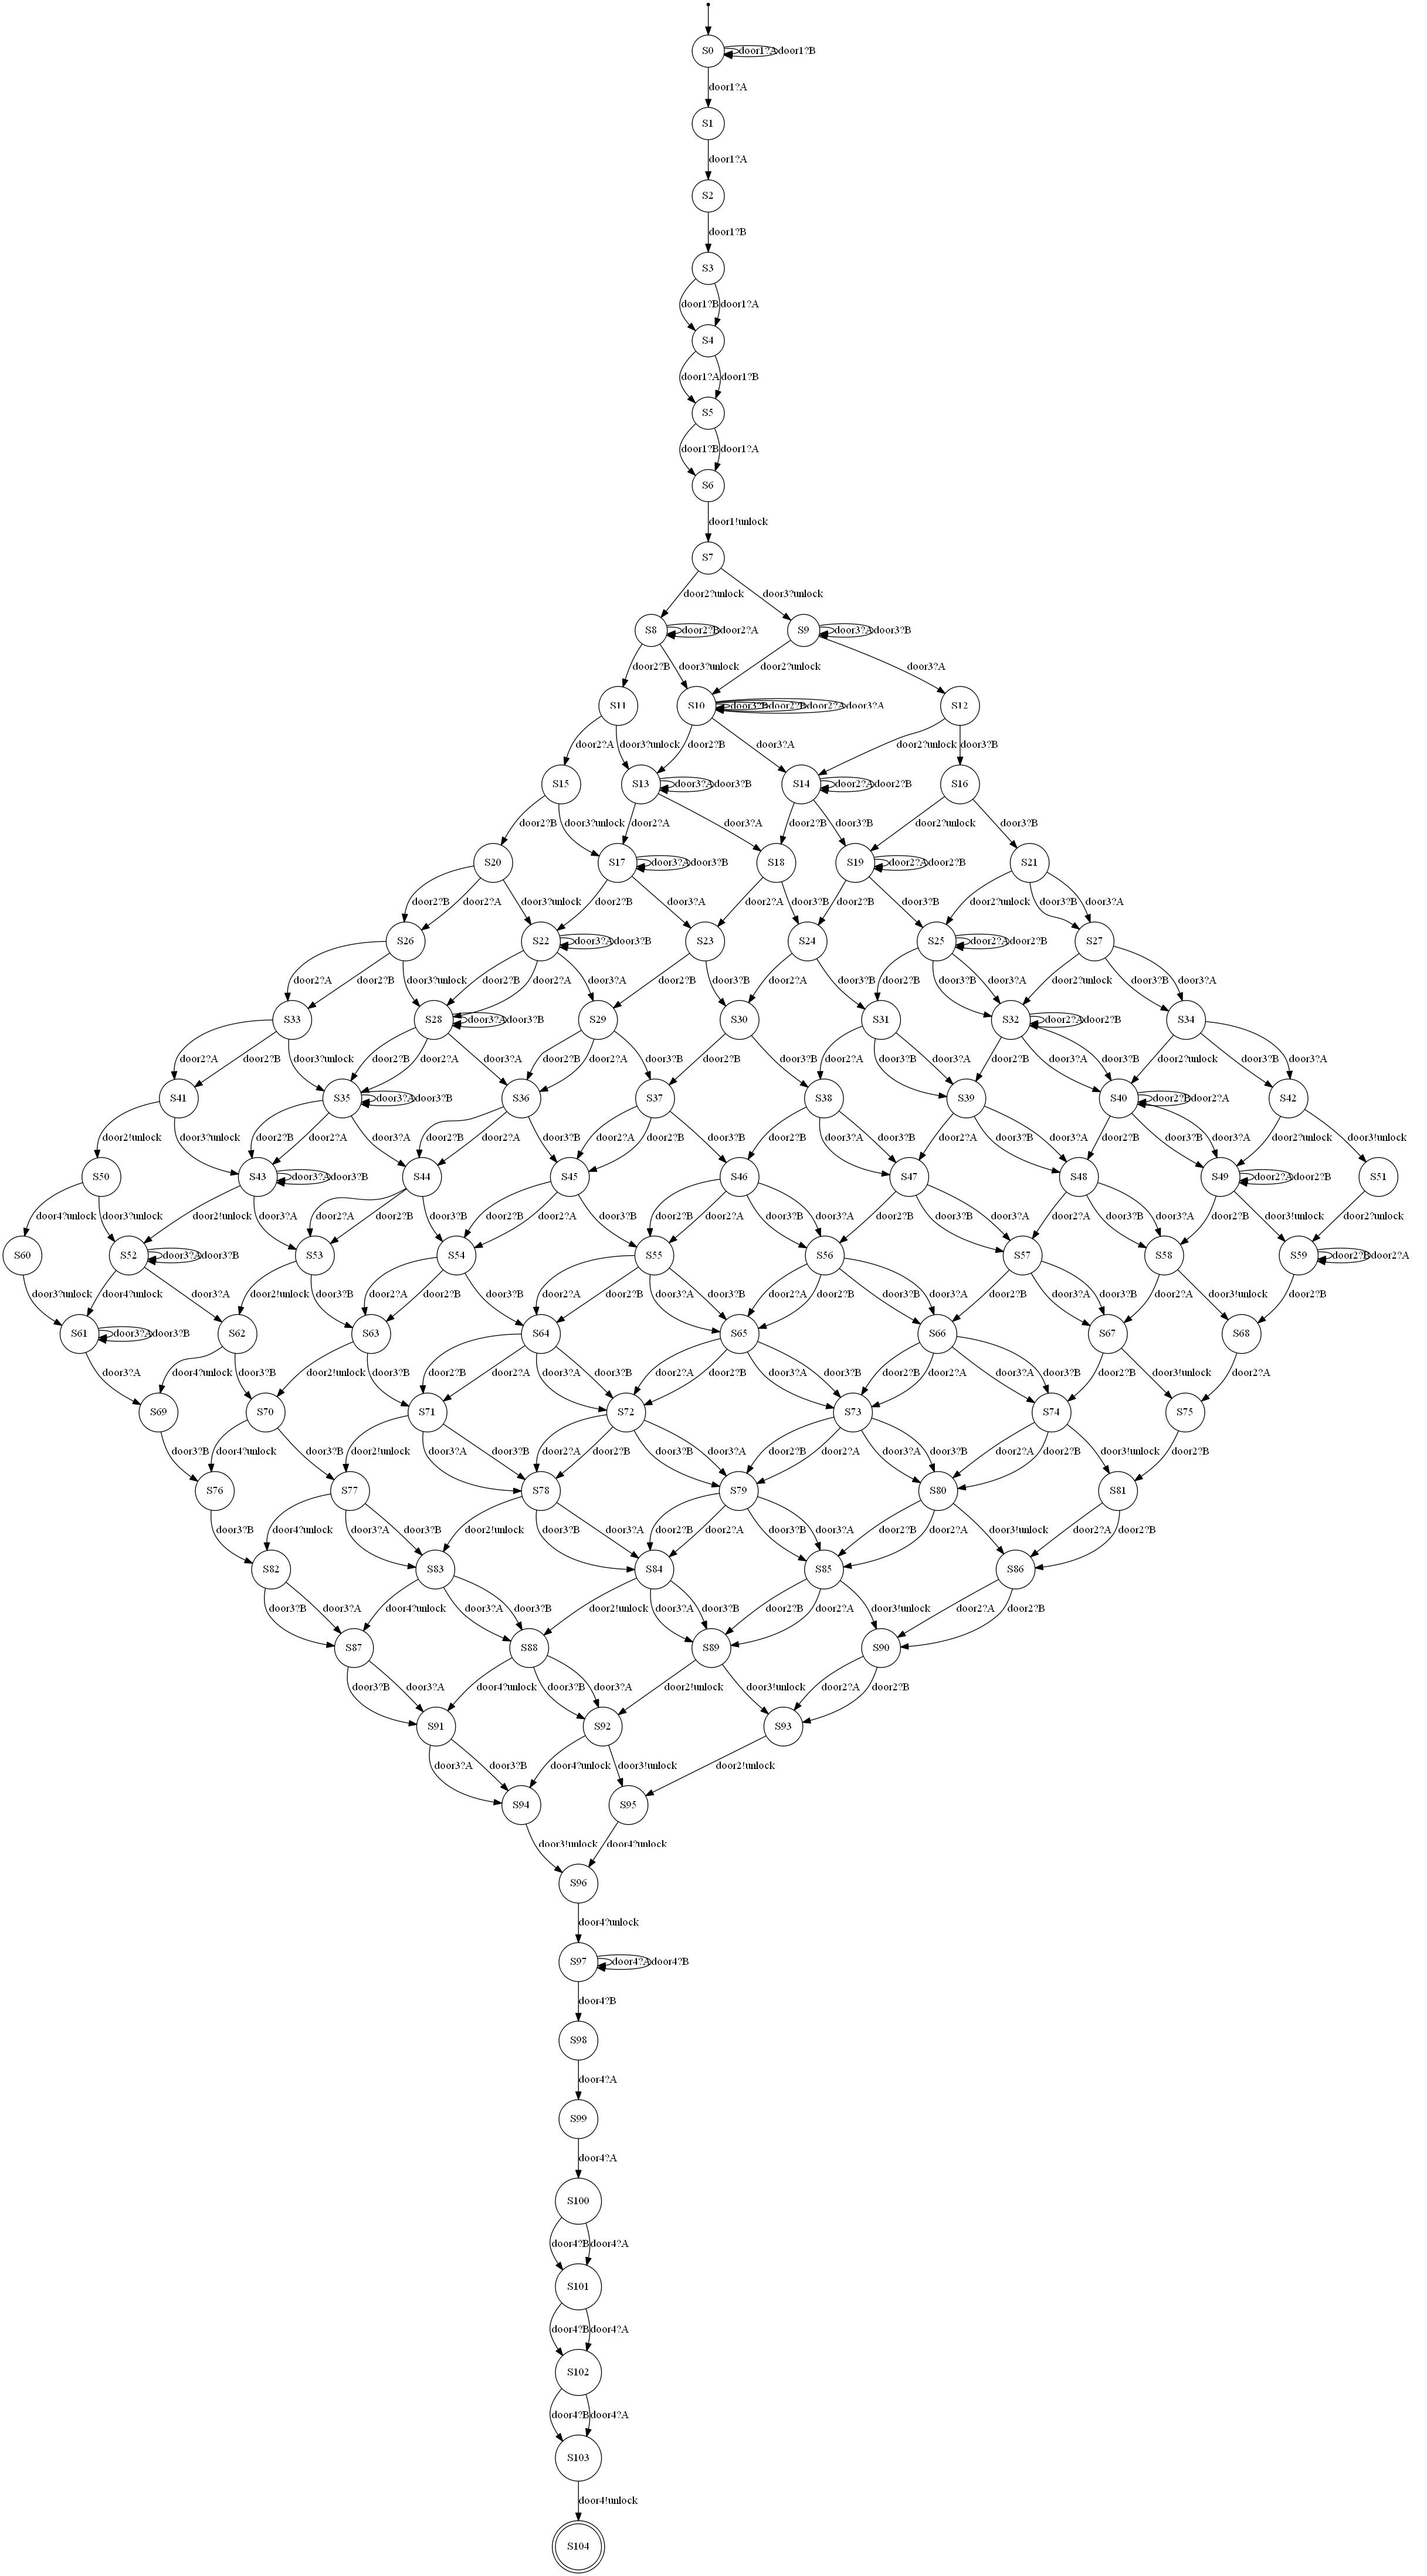 S0
door1?A door1?B
door1?A
S1
door1?A
S2
door1?B
S3
door1?B door1?A
S4
door1?A door1?B
S5
door1?B door1?A
S6
door1!unlock
S7
door2?unlock door3?unlock
S8 door2?B door2?A S9 door3?A door3?B
door2?B door3?unlock door2?unlock door3?A
S11 S10 door3?B door2?B door2?A door3?A S12
door2?A door3?unlock door2?B door3?A door2?unlock door3?B
S15 S13 door3?A door3?B S14 door2?A door2?B S16
door2?B door3?unlock door2?A door3?A door2?B door3?B door2?unlock door3?B
S20 S17 door3?A door3?B S18 S19 door2?A door2?B S21
door2?B door2?A door3?unlock door2?B door3?A door2?A door3?B door2?B door3?B door2?unlock door3?B door3?A
S26 S22 door3?A door3?B S23 S24 S25 door2?A door2?B S27
door2?A door2?B door3?unlock door2?B door2?A door3?A door2?B door3?B door2?A door3?B door2?B door3?B door3?A door2?unlock door3?B door3?A
S33 S28 door3?A door3?B S29 S30 S31 S32 door2?A door2?B S34
door2?A door2?B door3?unlock door2?B door2?A door3?A door2?B door2?A door3?B door2?B door3?B door2?A door3?B door3?A door2?B door3?A door3?B door2?unlock door3?B door3?A
S41 S35 door3?A door3?B S36 S37 S38 S39 S40 door2?B door2?A S42
door2!unlock door3?unlock door2?B door2?A door3?A door2?B door2?A door3?B door2?A door2?B door3?B door2?B door3?A door3?B door2?A door3?B door3?A door2?B door3?B door3?A door2?unlock door3!unlock
S50 S43 door3?A door3?B S44 S45 S46 S47 S48 S49 door2?A door2?B S51
door4?unlock door3?unlock door2!unlock door3?A door2?A door2?B door3?B door2?B door2?A door3?B door2?B door2?A door3?B door3?A door2?B door3?B door3?A door2?A door3?B door3?A door2?B door3!unlock door2?unlock
S60 S52 door3?A door3?B S53 S54 S55 S56 S57 S58 S59 door2?B door2?A
door3?unlock door4?unlock door3?A door2!unlock door3?B door2?A door2?B door3?B door2?A door2?B door3?A door3?B door2?A door2?B door3?B door3?A door2?B door3?A door3?B door2?A door3!unlock door2?B
S61 door3?A door3?B S62 S63 S64 S65 S66 S67 S68
door3?A door4?unlock door3?B door2!unlock door3?B door2?B door2?A door3?A door3?B door2?A door2?B door3?A door3?B door2?B door2?A door3?A door3?B door2?B door3!unlock door2?A
S69 S70 S71 S72 S73 S74 S75
door3?B door4?unlock door3?B door2!unlock door3?A door3?B door2?A door2?B door3?B door3?A door2?B door2?A door3?A door3?B door2?A door2?B door3!unlock door2?B
S76 S77 S78 S79 S80 S81
door3?B door4?unlock door3?A door3?B door2!unlock door3?B door3?A door2?B door2?A door3?B door3?A door2?B door2?A door3!unlock door2?A door2?B
S82 S83 S84 S85 S86
door3?B door3?A door4?unlock door3?A door3?B door2!unlock door3?A door3?B door2?B door2?A door3!unlock door2?A door2?B
S87 S88 S89 S90
door3?B door3?A door4?unlock door3?B door3?A door2!unlock door3!unlock door2?A door2?B
S91 S92 S93
door3?A door3?B door4?unlock door3!unlock door2!unlock
S94 S95
door3!unlock door4?unlock
S96
door4?unlock
S97 door4?A door4?B
door4?B
S98
door4?A
S99
door4?A
S100
door4?B door4?A
S101
door4?B door4?A
S102
door4?B door4?A
S103
door4!unlock
S104